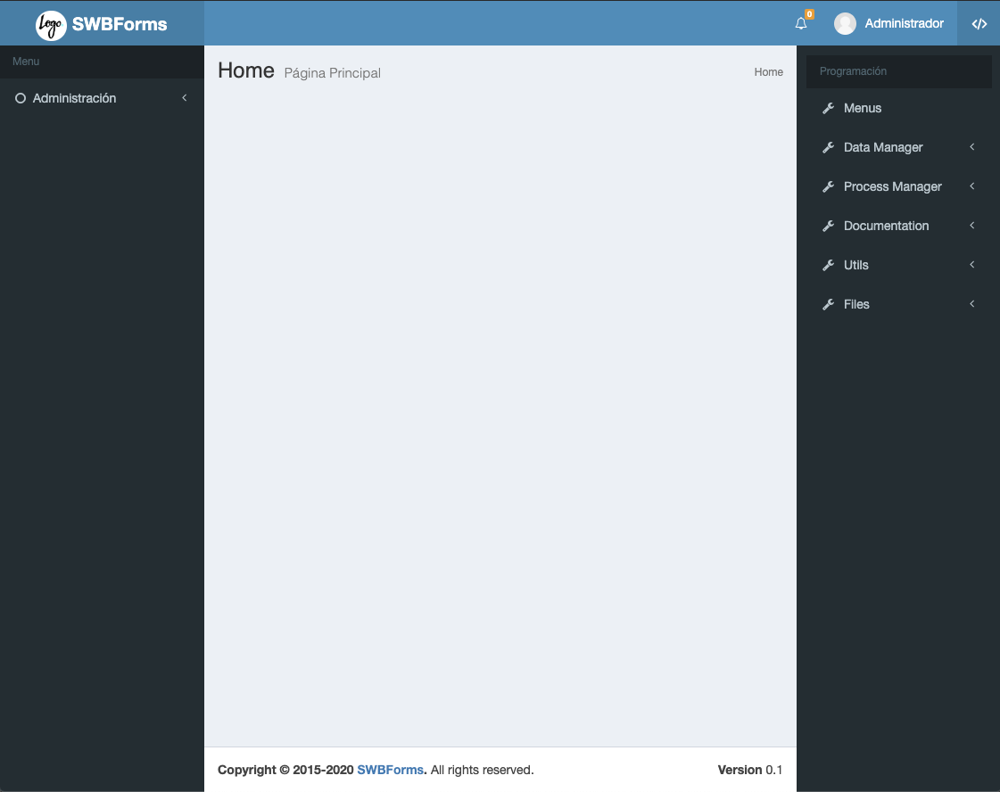 Logo SWBForms
0
Administrador
Menu
Administración
Home Página Principal
Home
Programación
Menus
Data Manager
Process Manager
Documentation
Utils
Files
Copyright © 2015-2020 SWBForms. All rights reserved.
Version 0.1